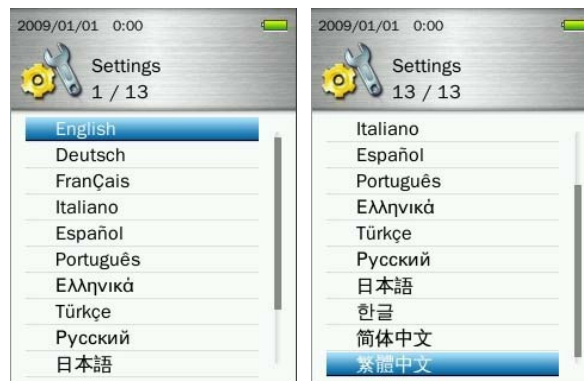 2009/01/01 0:00
Settings
1 / 13
English
Deutsch
FranÇais
Italiano
Español
Português
Ελληνικά
Türkçe
Русский
日本語
2009/01/01 0:00
Settings
13 / 13
Italiano
Español
Português
Ελληνικά
Türkçe
Русский
日本語
한글
简体中文
繁體中文